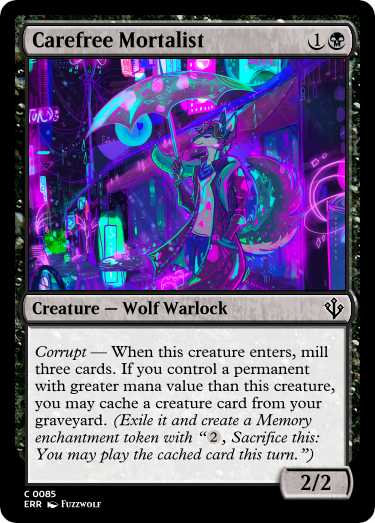 Carefree Mortalist 1
Creature — Wolf Warlock
Corrupt — When this creature enters, mill
three cards. If you control a permanent
with greater mana value than this creature,
you may cache a creature card from your
graveyard. (Exile it and create a Memory
enchantment token with “2, Sacrifice this:
You may play the cached card this turn.”)
2/2
C 0085
ERR Fuzzwolf